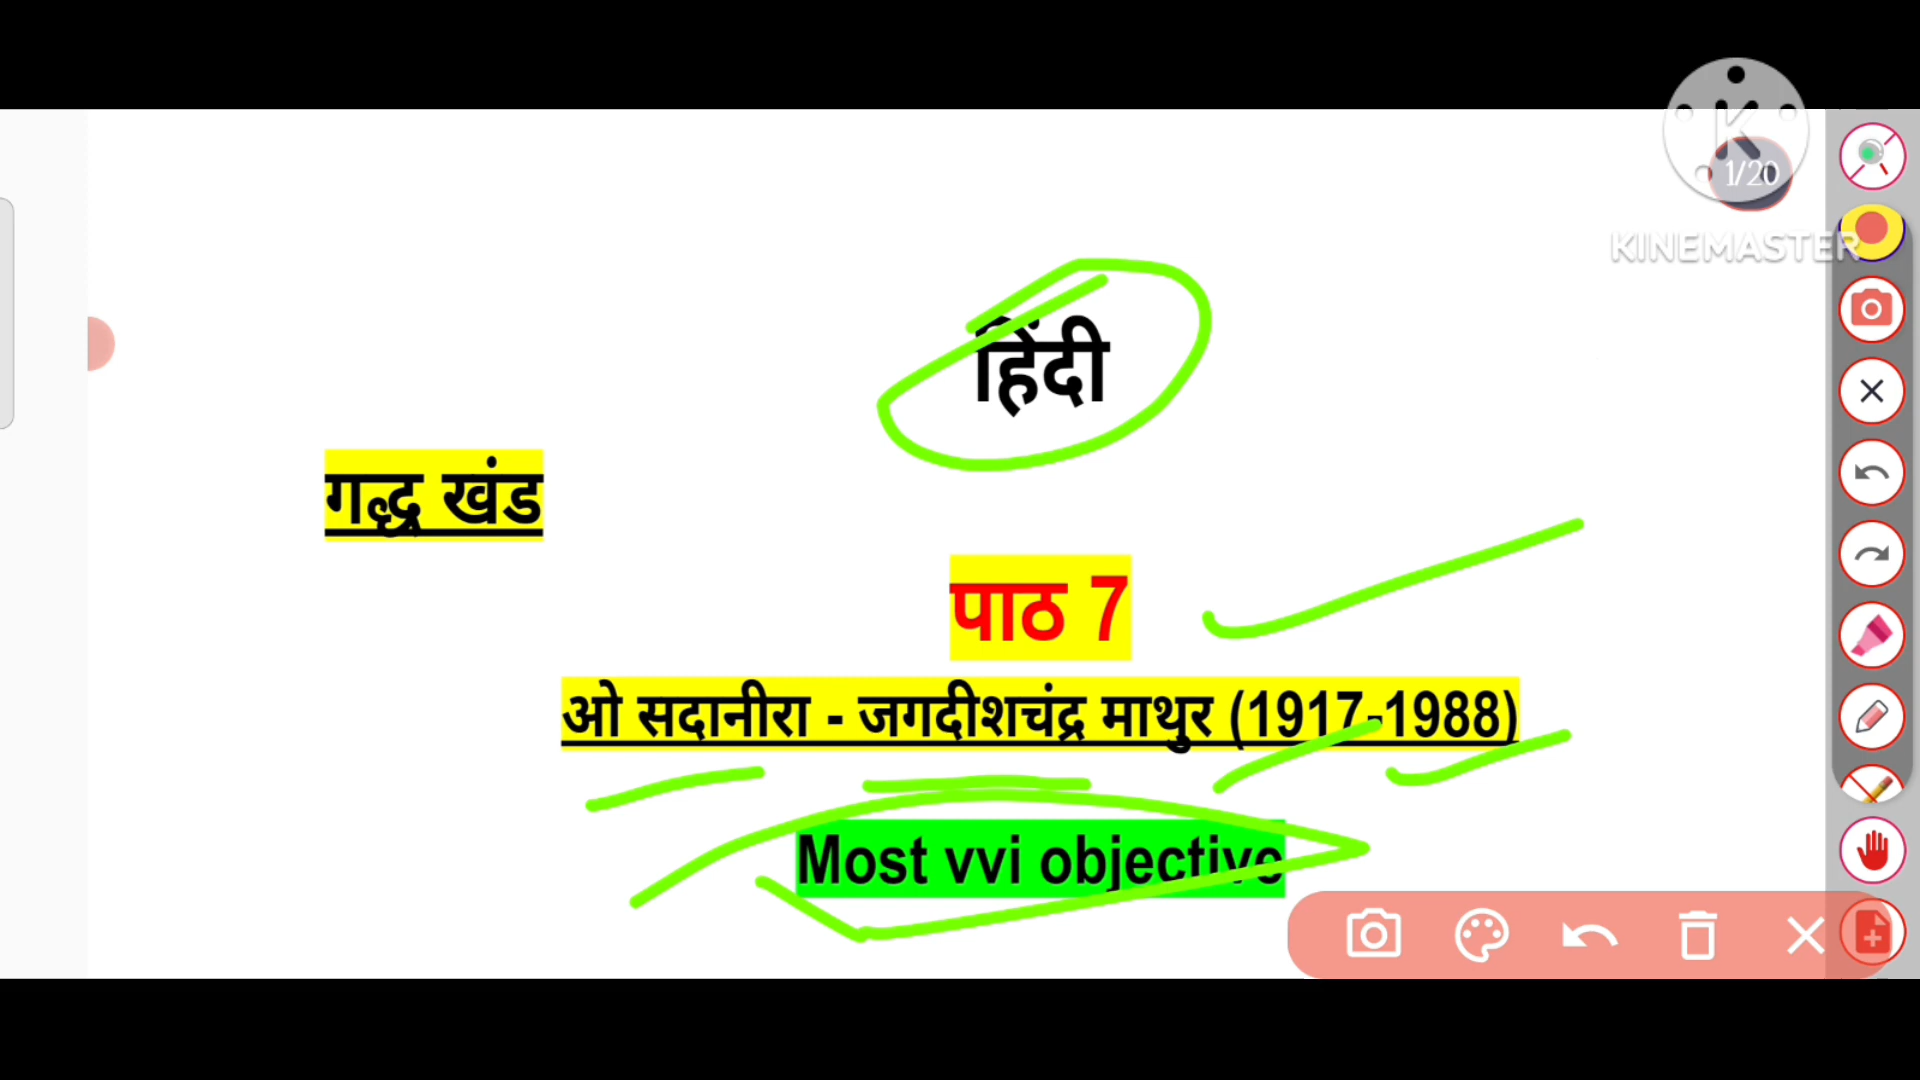 1/20
KINEMASTER
हिंदी
गद्ध खंड
पाठ 7
ओ सदानीरा - जगदीशचंद्र माथुर (1917-1988)
Most vvi objective